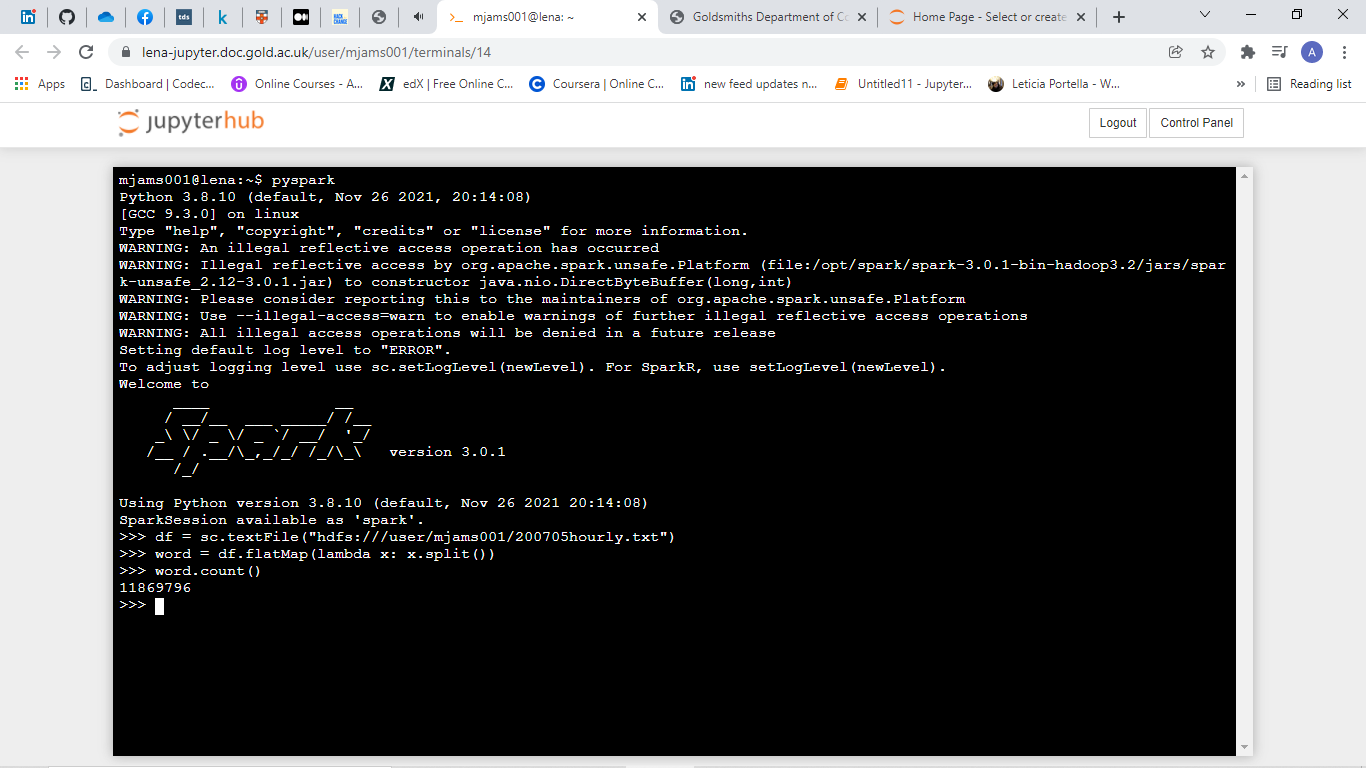 mjams001@lena: ~
Goldsmiths Department of Co
Home Page - Select or create
lena-jupyter.doc.gold.ac.uk/user/mjams001/terminals/14
A
Apps
Dashboard | Codec...
Online Courses - A...
edX | Free Online C...
Coursera | Online C...
new feed updates n...
Untitled11 - Jupyter...
Leticia Portella - W...
»
Reading list
jupyterhub
Logout
Control Panel
mjams001@lena:~$ pyspark
Python 3.8.10 (default, Nov 26 2021, 20:14:08)
[GCC 9.3.0] on linux
Type "help", "copyright", "credits" or "license" for more information.
WARNING: An illegal reflective access operation has occurred
WARNING: Illegal reflective access by org.apache.spark.unsafe.Platform (file:/opt/spark/spark-3.0.1-bin-hadoop3.2/jars/spar
k-unsafe_2.12-3.0.1.jar) to constructor java.nio.DirectByteBuffer(long,int)
WARNING: Please consider reporting this to the maintainers of org.apache.spark.unsafe.Platform
WARNING: Use --illegal-access=warn to enable warnings of further illegal reflective access operations
WARNING: All illegal access operations will be denied in a future release
Setting default log level to "ERROR".
To adjust logging level use sc.setLogLevel(newLevel). For SparkR, use setLogLevel(newLevel).
Welcome to
Spark version 3.0.1
Using Python version 3.8.10 (default, Nov 26 2021 20:14:08)
SparkSession available as 'spark'.
>>> df = sc.textFile("hdfs:///user/mjams001/200705hourly.txt")
>>> word = df.flatMap(lambda x: x.split())
>>> word.count()
11869796
>>>